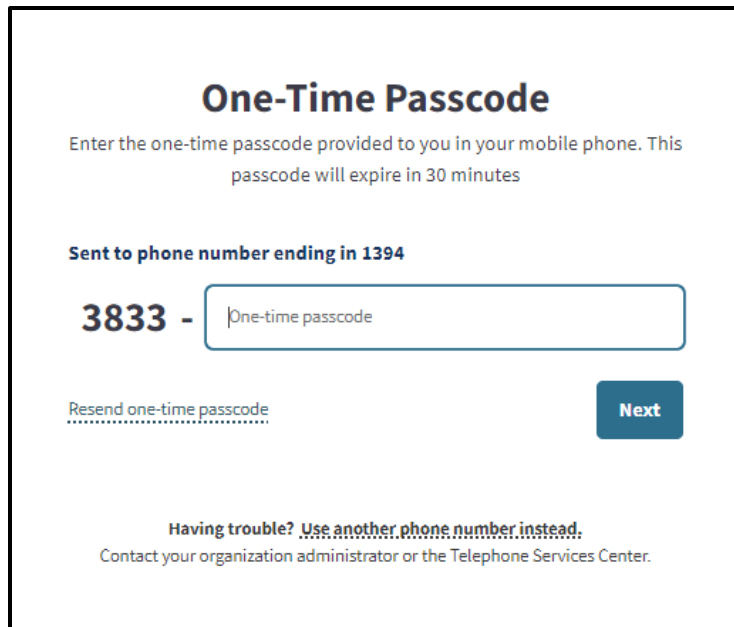 One-Time Passcode
Enter the one-time passcode provided to you in your mobile phone. This
passcode will expire in 30 minutes
Sent to phone number ending in 1394
3833 - One-time passcode
Resend one-time passcode
Next
Having trouble? Use another phone number instead.
Contact your organization administrator or the Telephone Services Center.